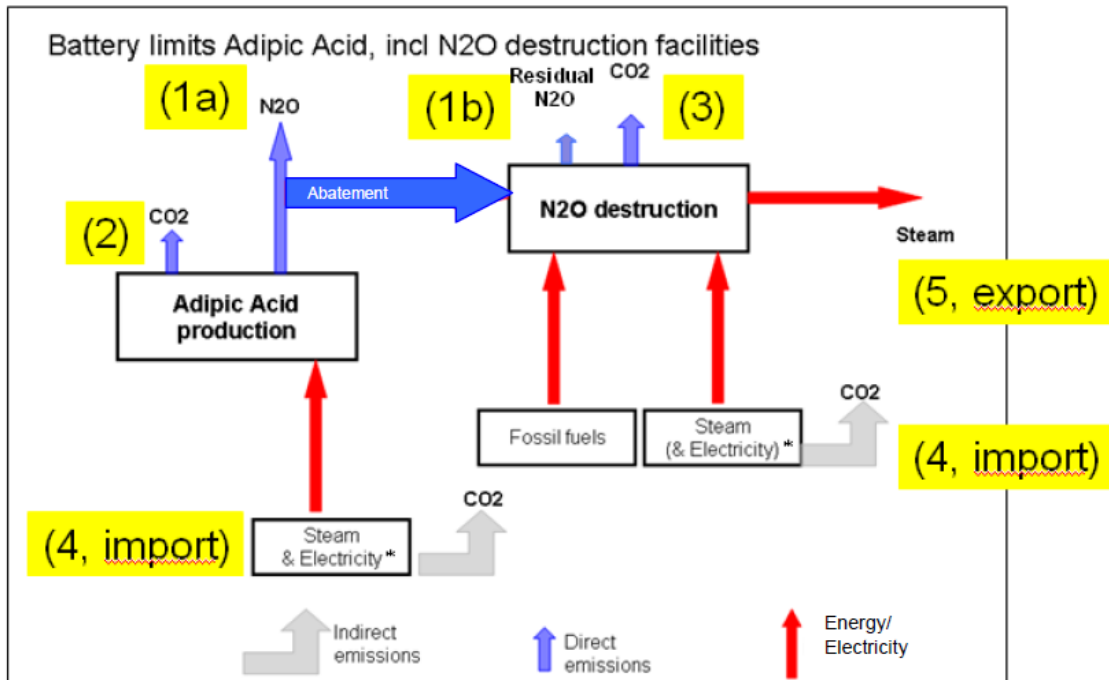 Battery limits Adipic Acid, incl N2O destruction facilities
(1a)
N2O
(1b)
Residual
N2O
CO2
(3)
Abatement
N2O destruction
Steam
(5, export)
(2)
CO2
Adipic Acid
production
Fossil fuels
Steam
(& Electricity) *
CO2
(4, import)
(4, import)
Steam
& Electricity *
CO2
Indirect
emissions
Direct
emissions
Energy/
Electricity